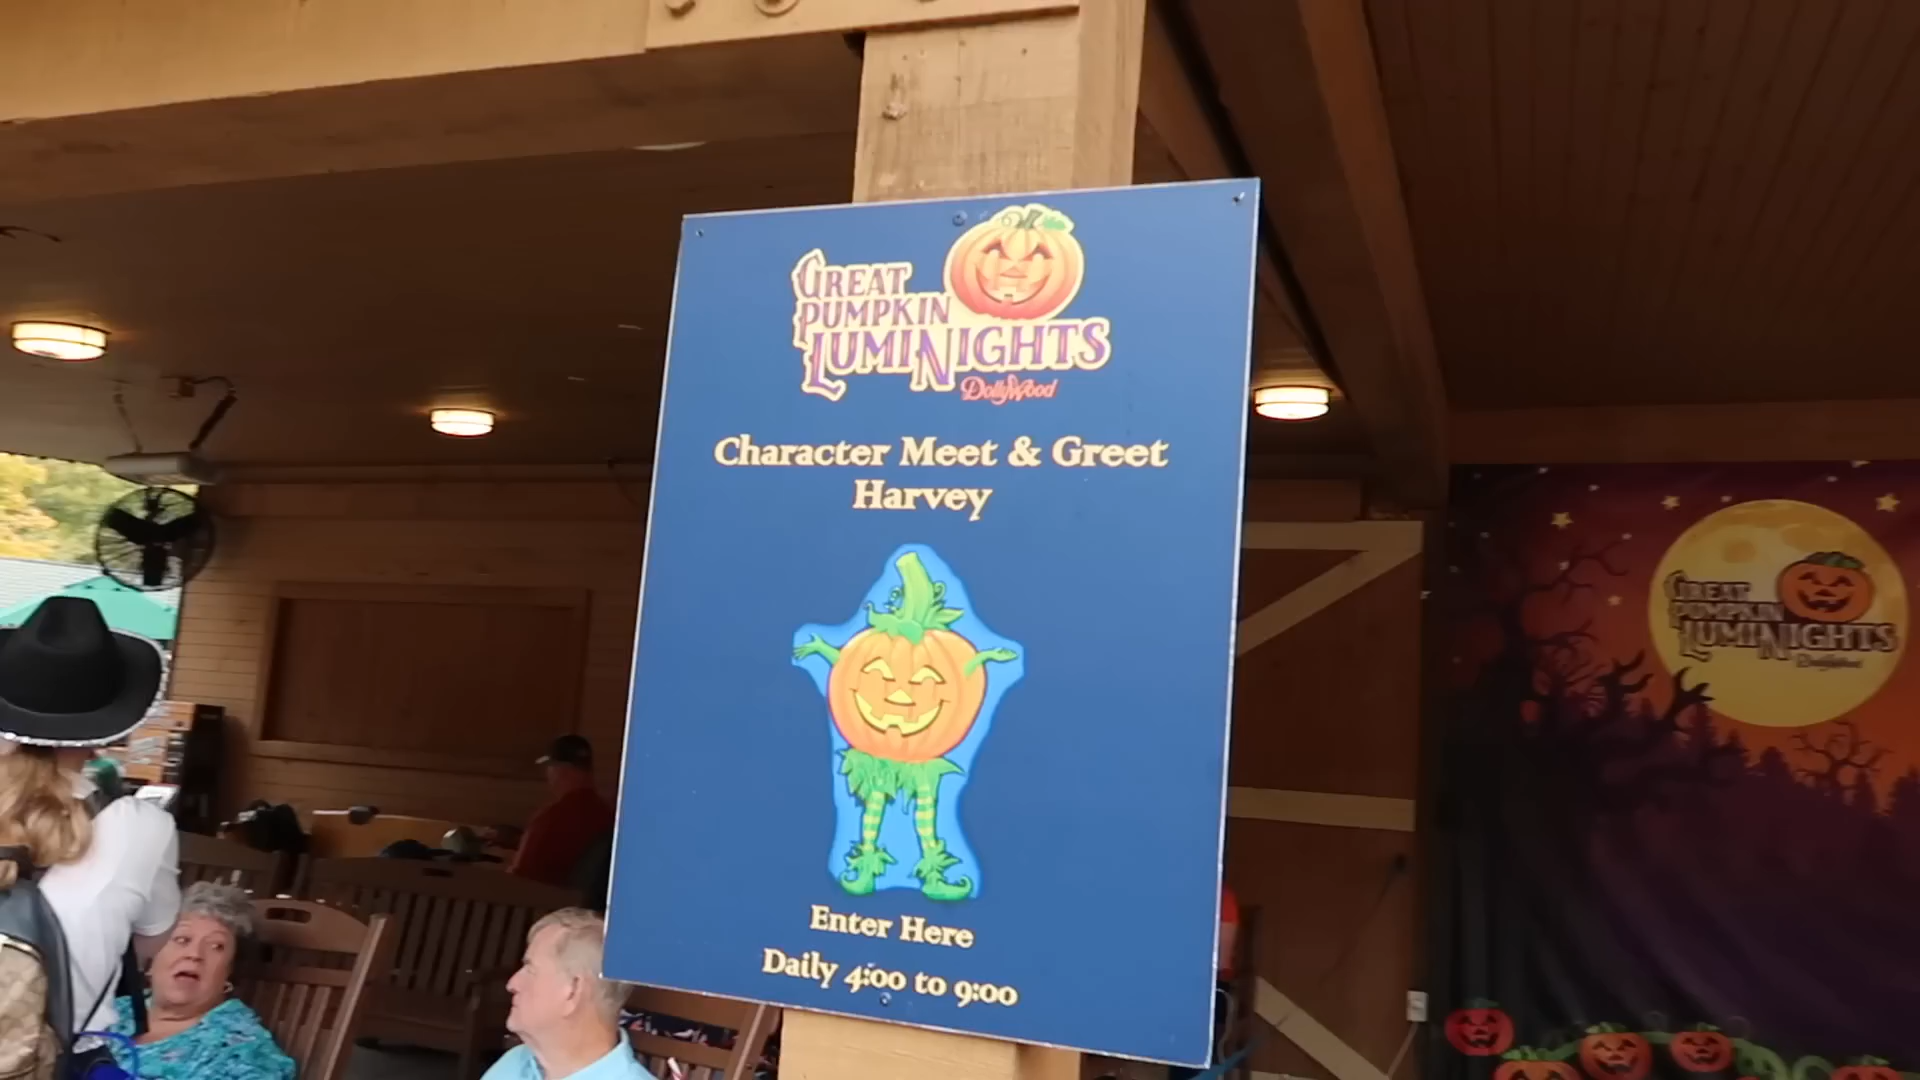 GREAT
PUMPKIN
LUMINIGHTS
Dollywood
Character Meet & Greet
Harvey
Enter Here
Daily 4:00 to 9:00
GREAT
PUMPKIN
LUMINIGHTS
Dollywood